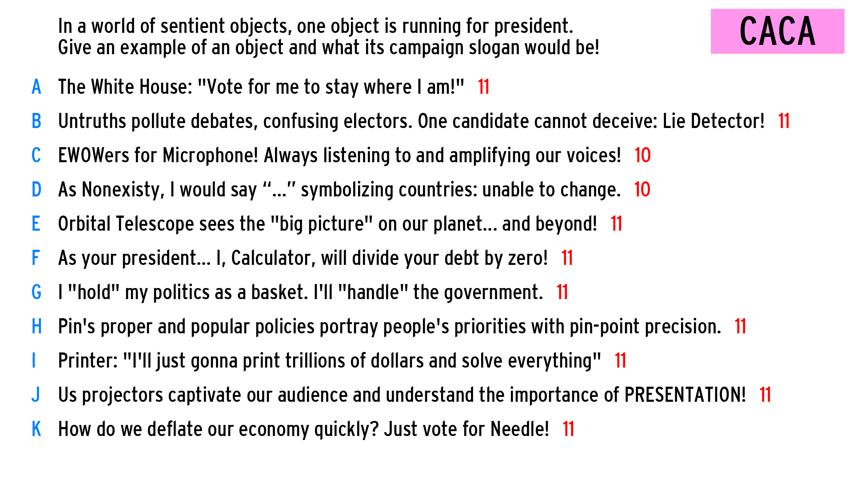 In a world of sentient objects, one object is running for president.
Give an example of an object and what its campaign slogan would be!
CACA
A The White House: "Vote for me to stay where I am!" 11
B Untruths pollute debates, confusing electors. One candidate cannot deceive: Lie Detector! 11
C EWOWers for Microphone! Always listening to and amplifying our voices! 10
D As Nonexisty, I would say “...” symbolizing countries: unable to change. 10
E Orbital Telescope sees the "big picture" on our planet... and beyond! 11
F As your president... I, Calculator, will divide your debt by zero! 11
G I "hold" my politics as a basket. I'll "handle" the government. 11
H Pin's proper and popular policies portray people's priorities with pin-point precision. 11
I Printer: "I'll just gonna print trillions of dollars and solve everything" 11
J Us projectors captivate our audience and understand the importance of PRESENTATION! 11
K How do we deflate our economy quickly? Just vote for Needle! 11